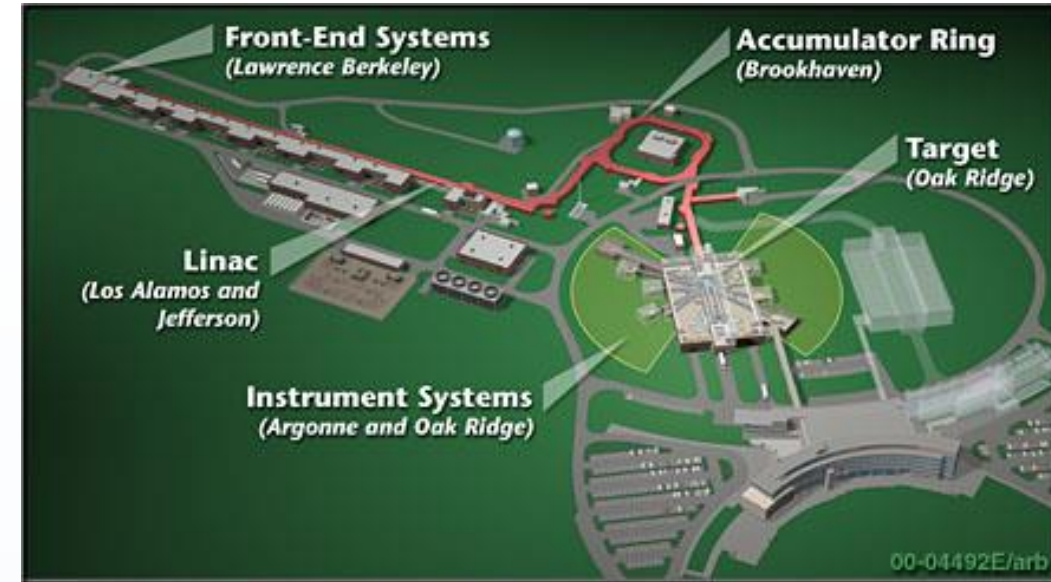 Front-End Systems
(Lawrence Berkeley)
Accumulator Ring
(Brookhaven)
Target
(Oak Ridge)
Linac
(Los Alamos and
Jefferson)
Instrument Systems
(Argonne and Oak Ridge)
00-04492E/arb